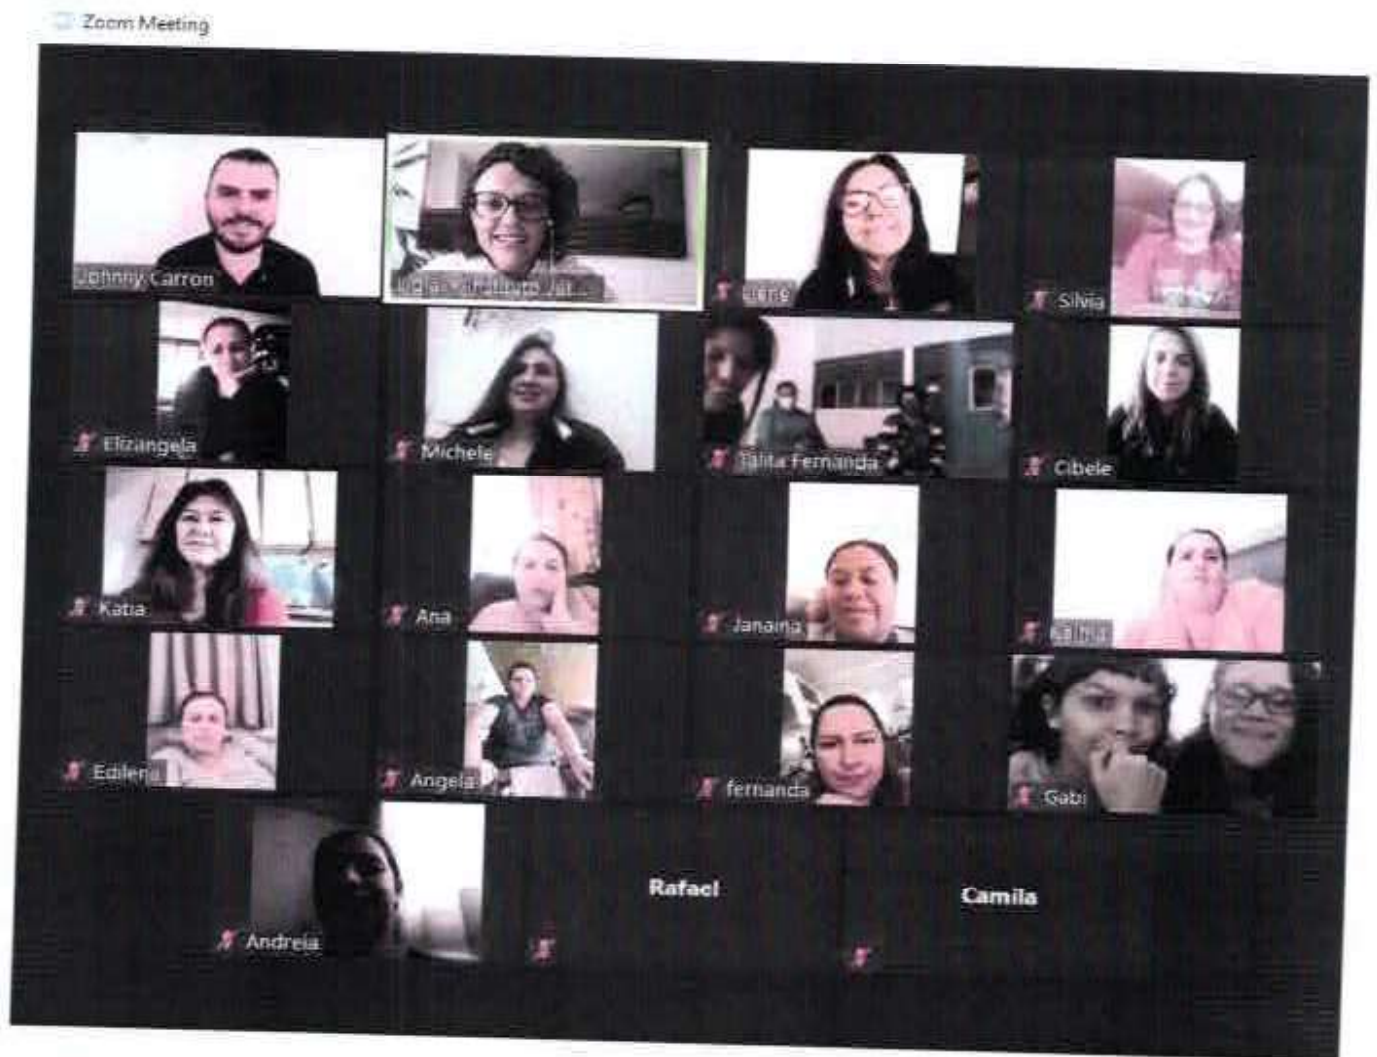 Zoom Meeting
Johnny Carron
Silvia
Elizangela
Michele
Talita Fernanda
Cibele
Katia
Ana
Janaina
Angela
fernanda
Gabi
Andreia
Rafael
Camila